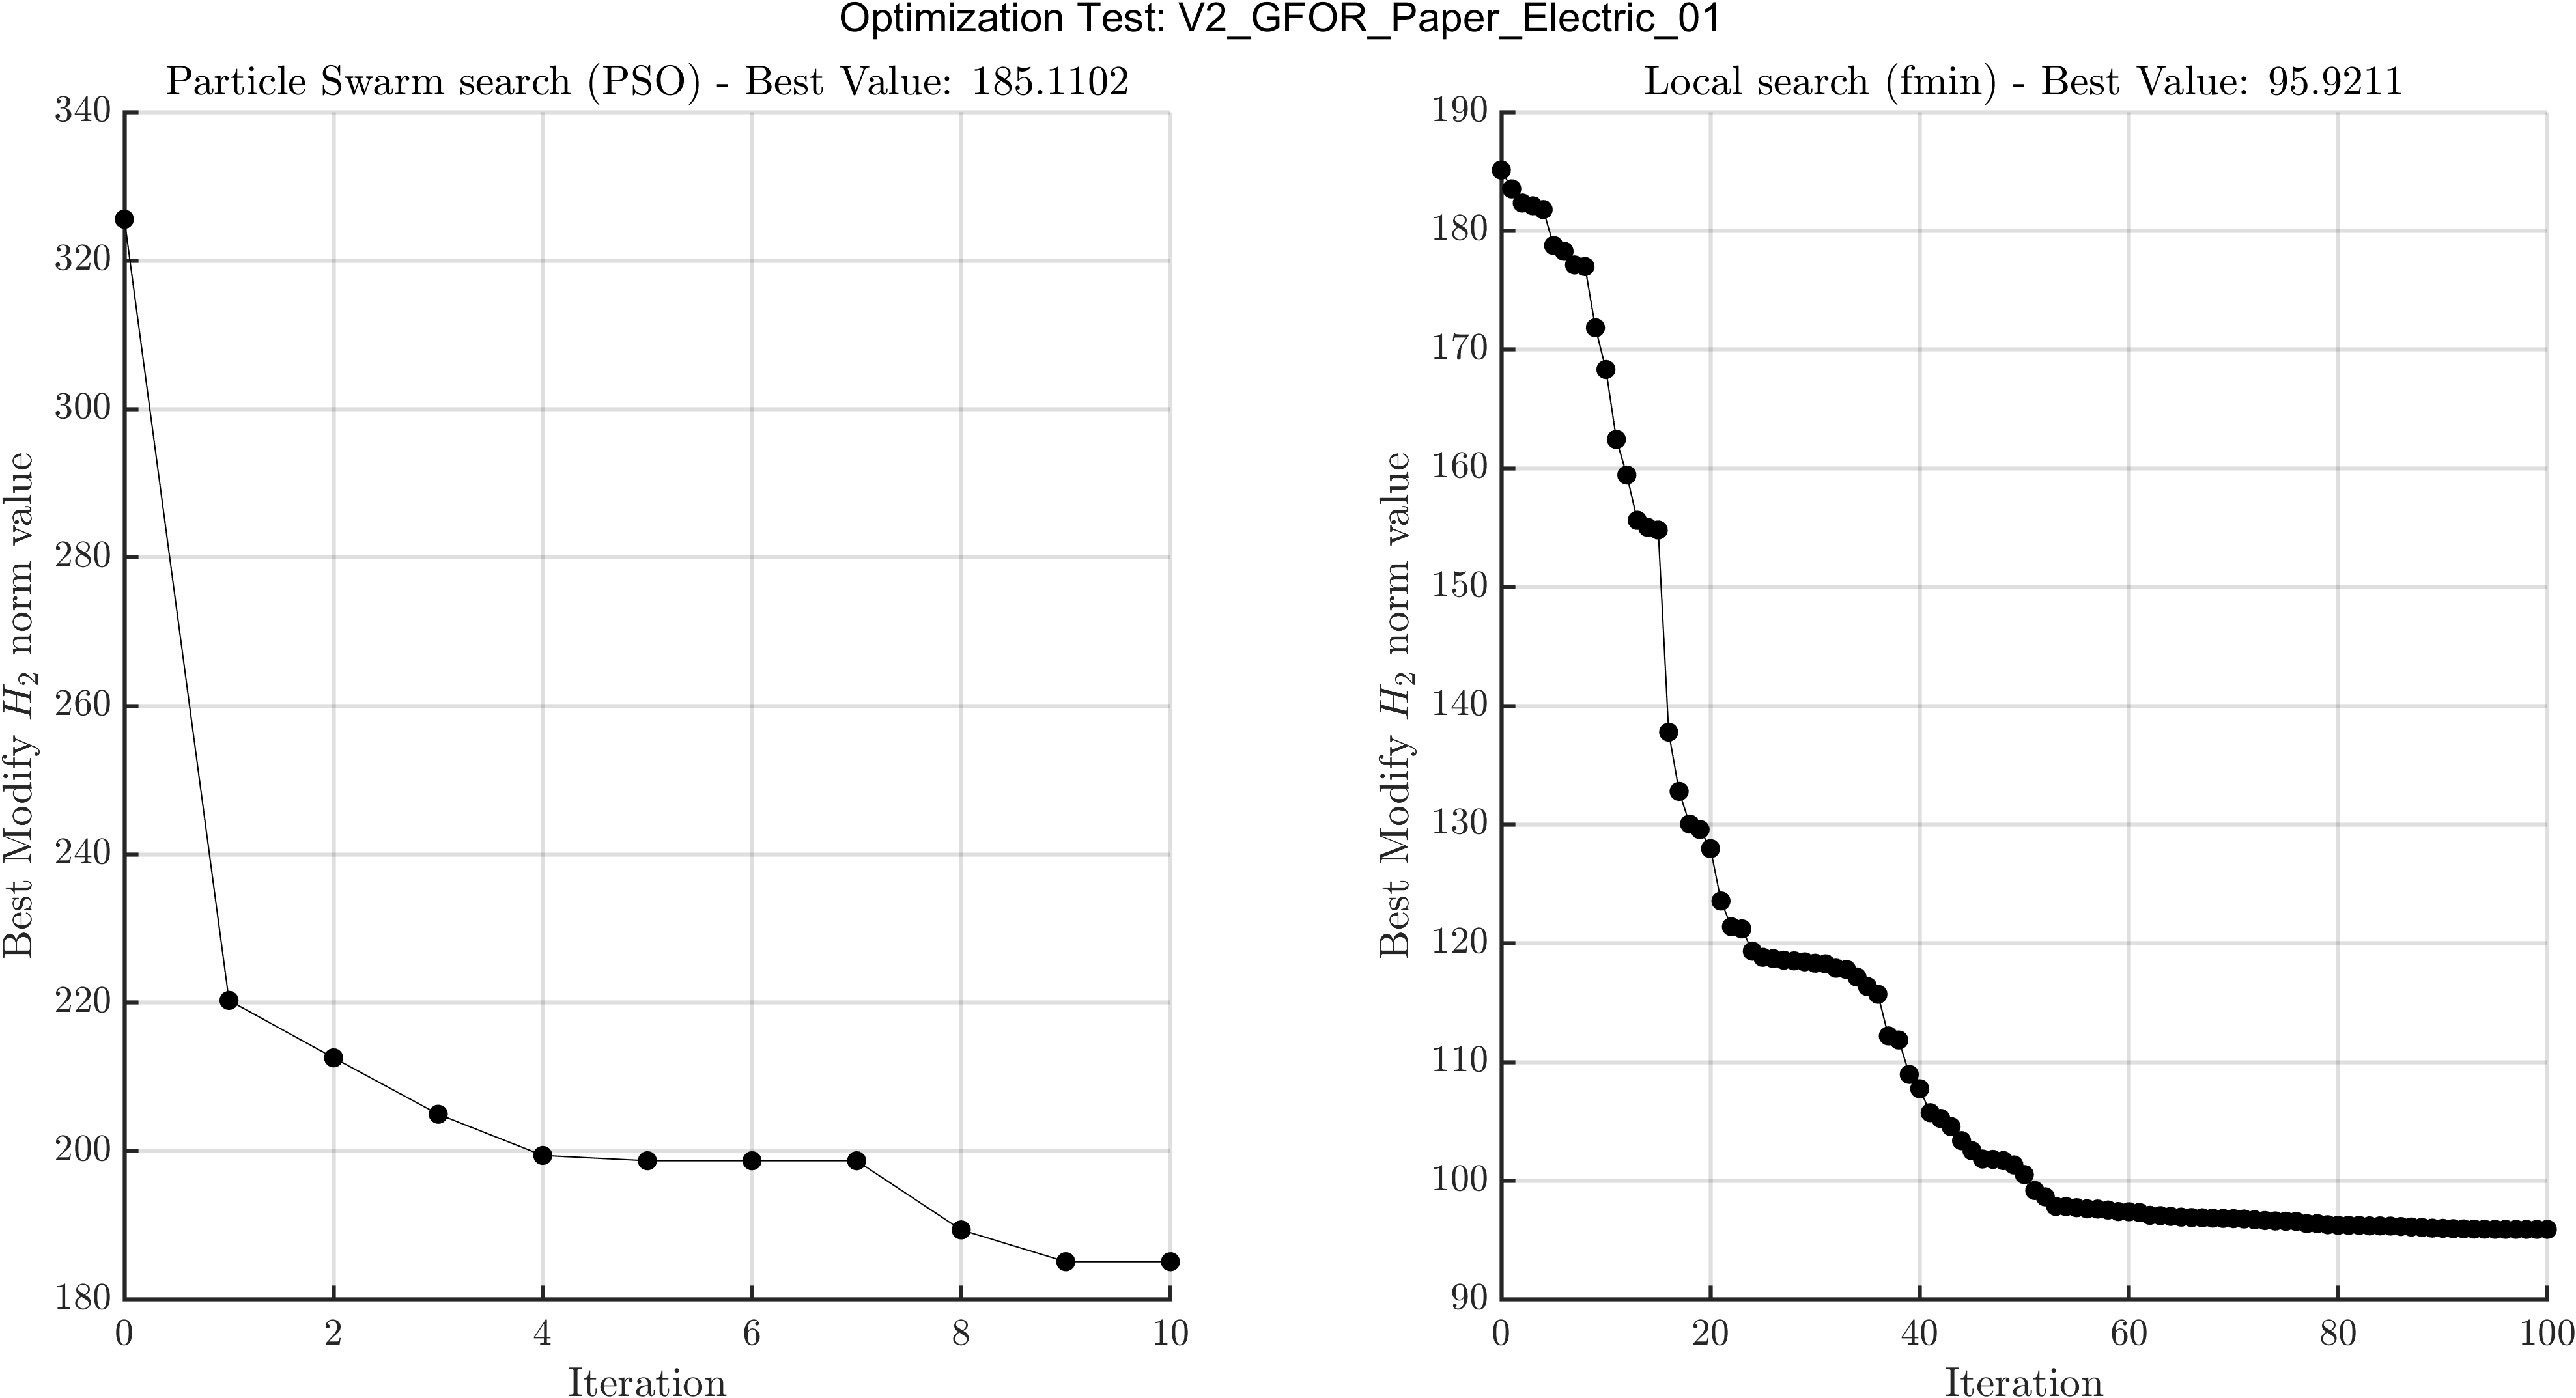 Optimization Test: V2_GFOR_Paper_Electric_01
Particle Swarm search (PSO) - Best Value: 185.1102
340
320
300
280
260
240
220
200
180
Best Modify H2 norm value
0 2 4 6 8 10
Iteration
Local search (fmin) - Best Value: 95.9211
190
180
170
160
150
140
130
120
110
100
90
Best Modify H2 norm value
0 20 40 60 80 100
Iteration